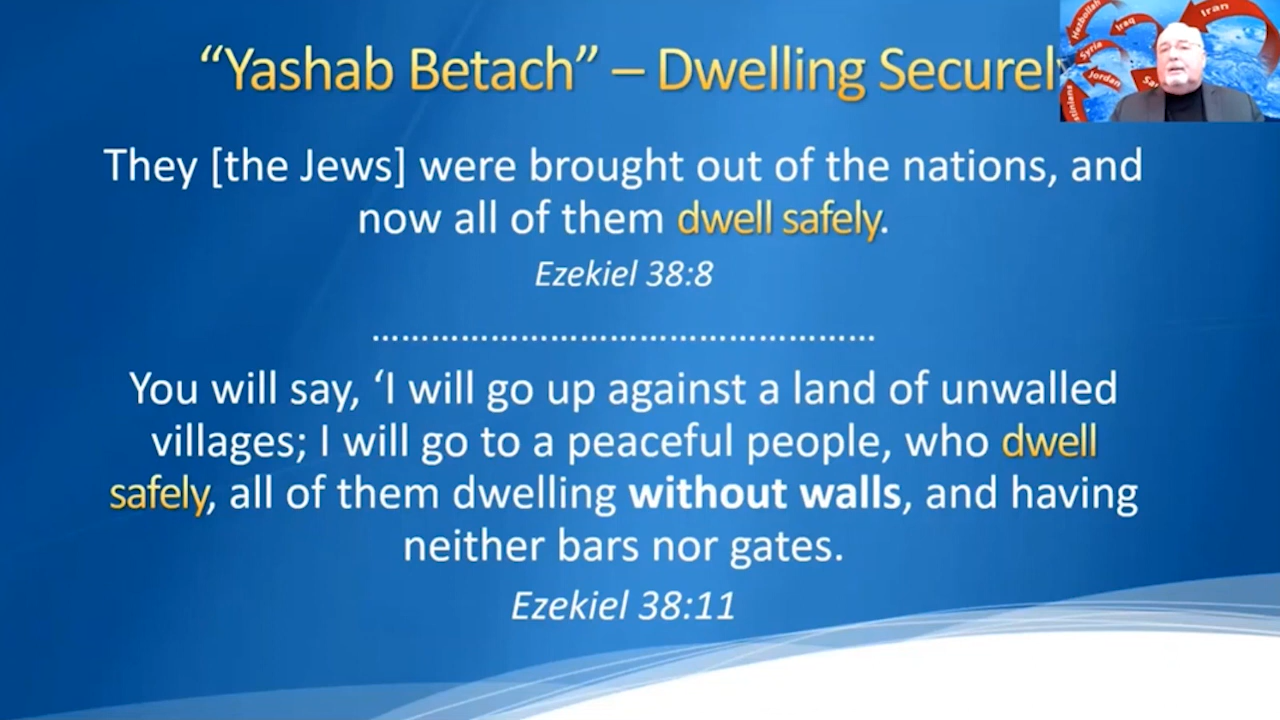 “Yashab Betach” – Dwelling Securely
They [the Jews] were brought out of the nations, and
now all of them dwell safely.
Ezekiel 38:8
You will say, ‘I will go up against a land of unwalled
villages; I will go to a peaceful people, who dwell
safely, all of them dwelling without walls, and having
neither bars nor gates.
Ezekiel 38:11
Hezbollah
Iraq
Iran
Syria
Jordan